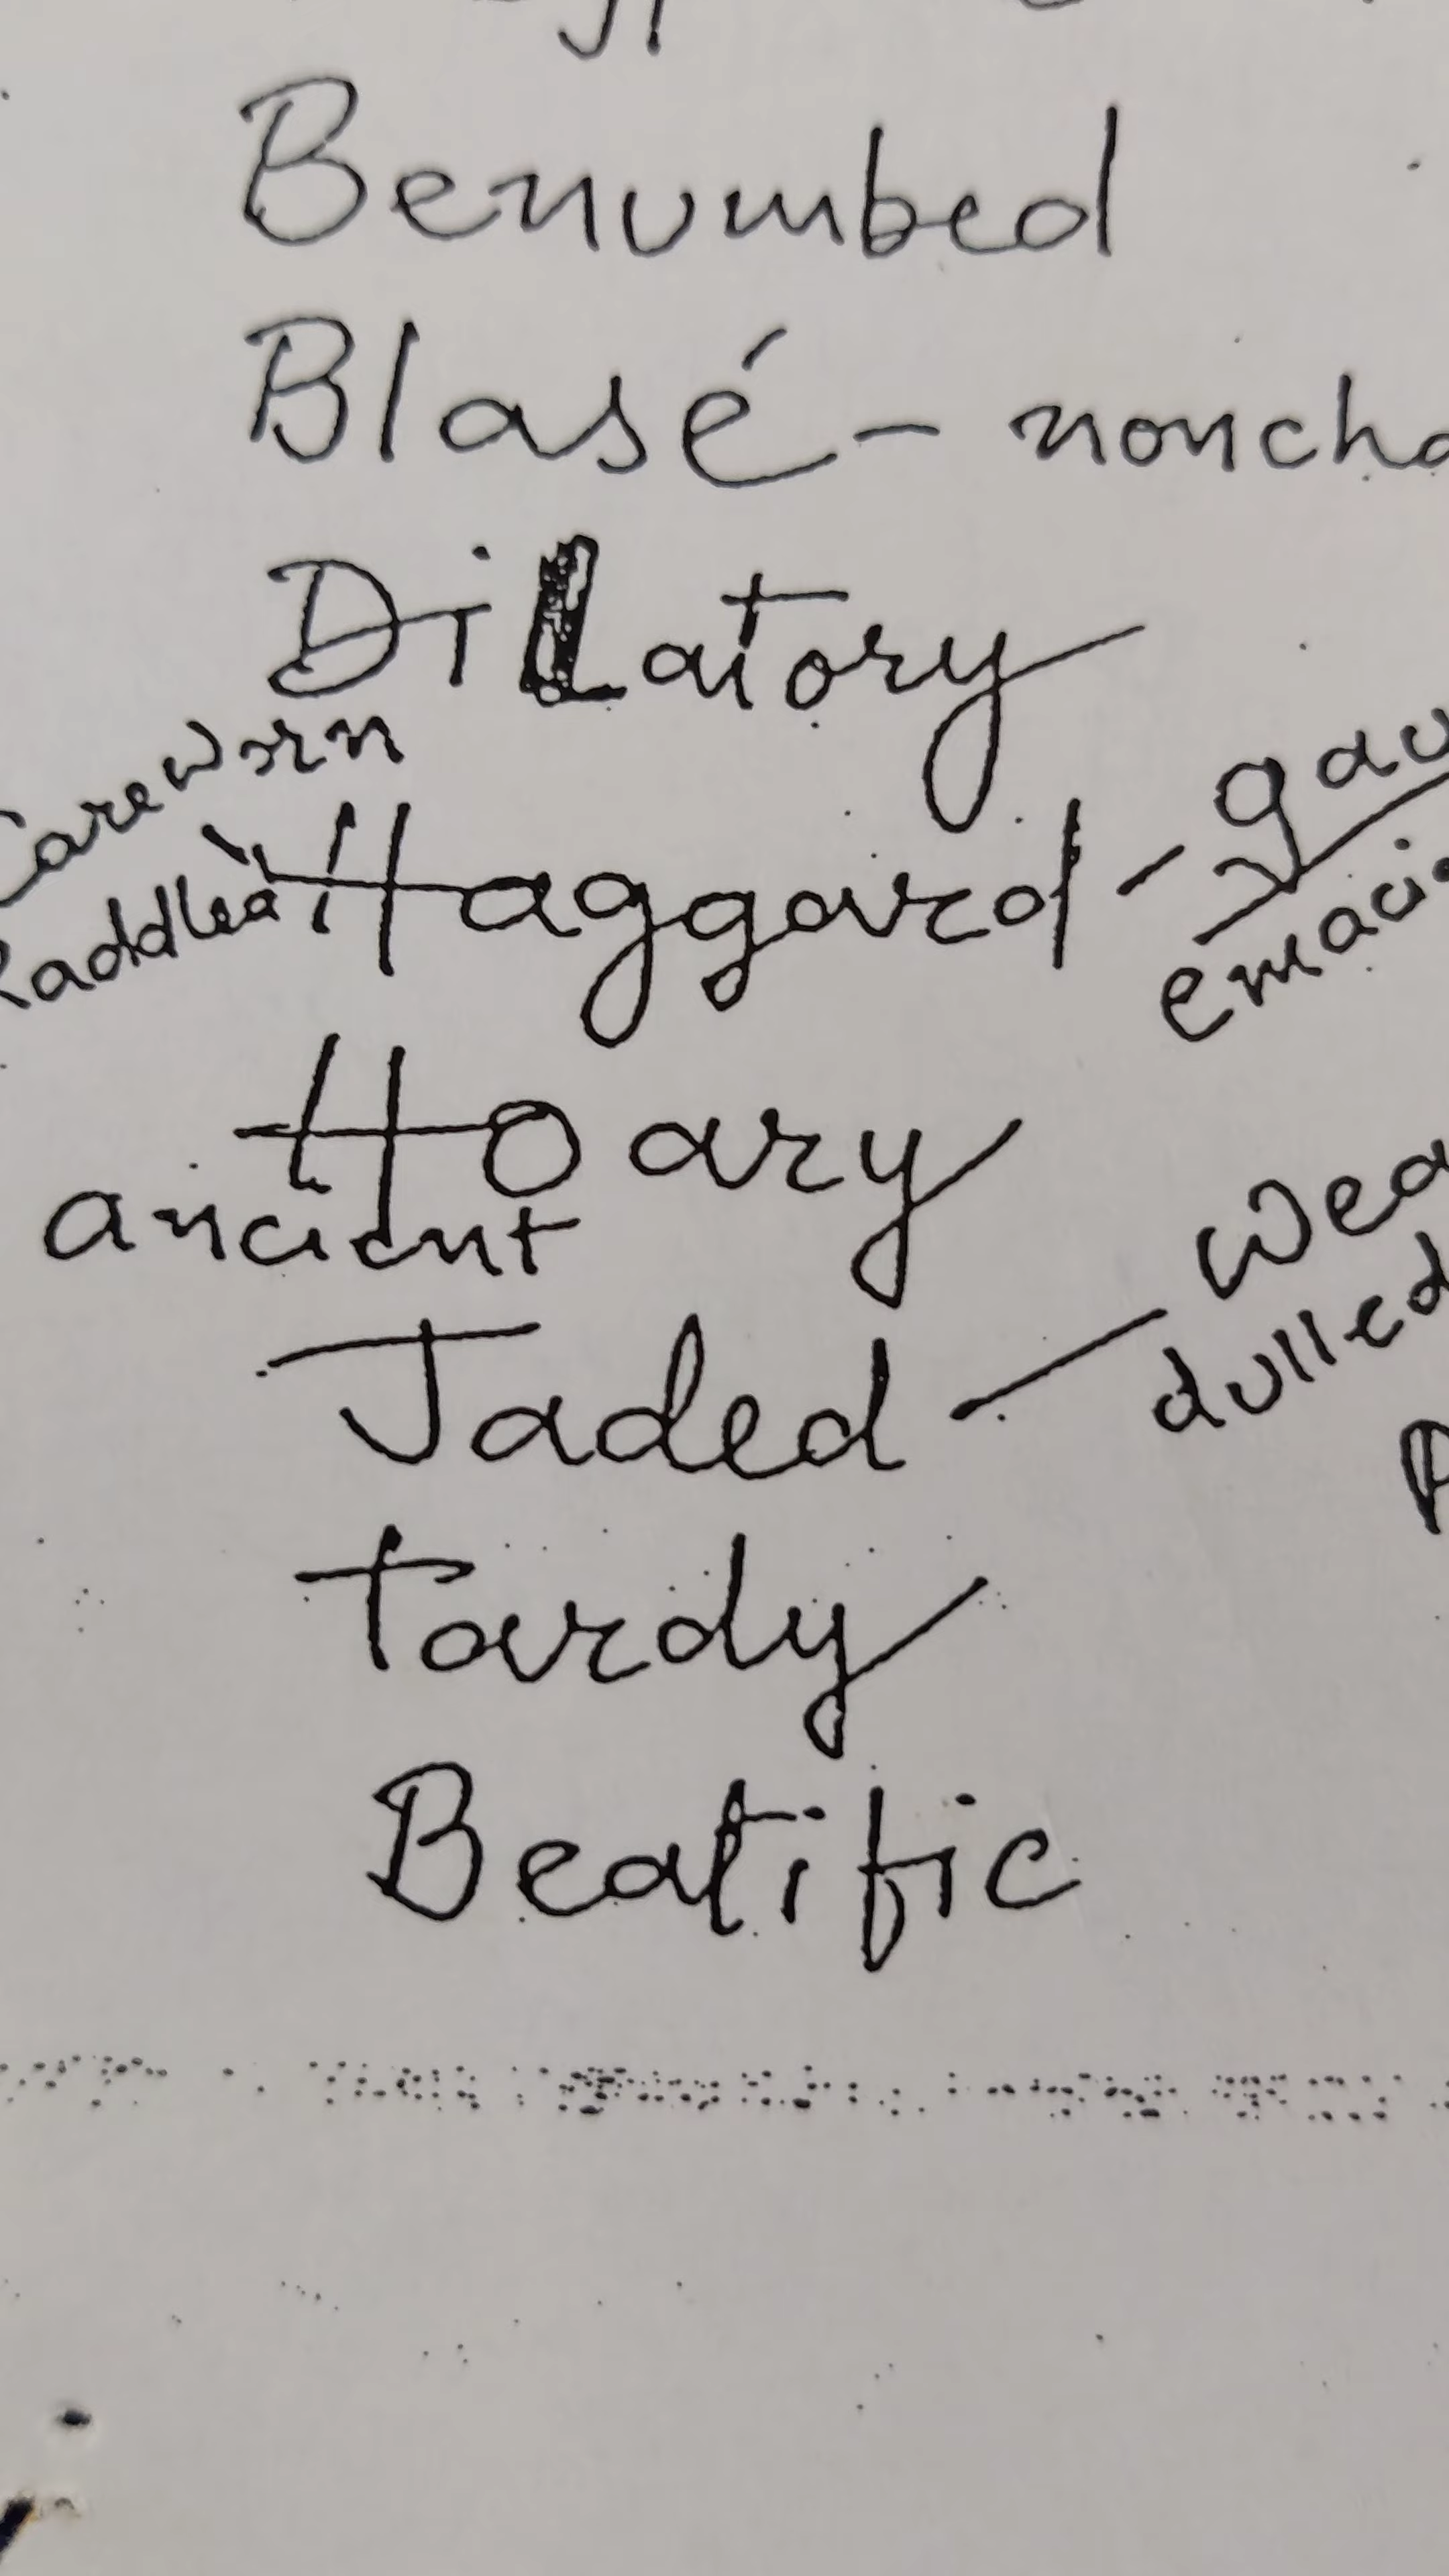 Benumbed
Blasé - noncha
Dilatory
Careworn
Raddled Haggard - gau
emaci
Hoary
ancient
Jaded - wea
dulled
Tardy
Beatific